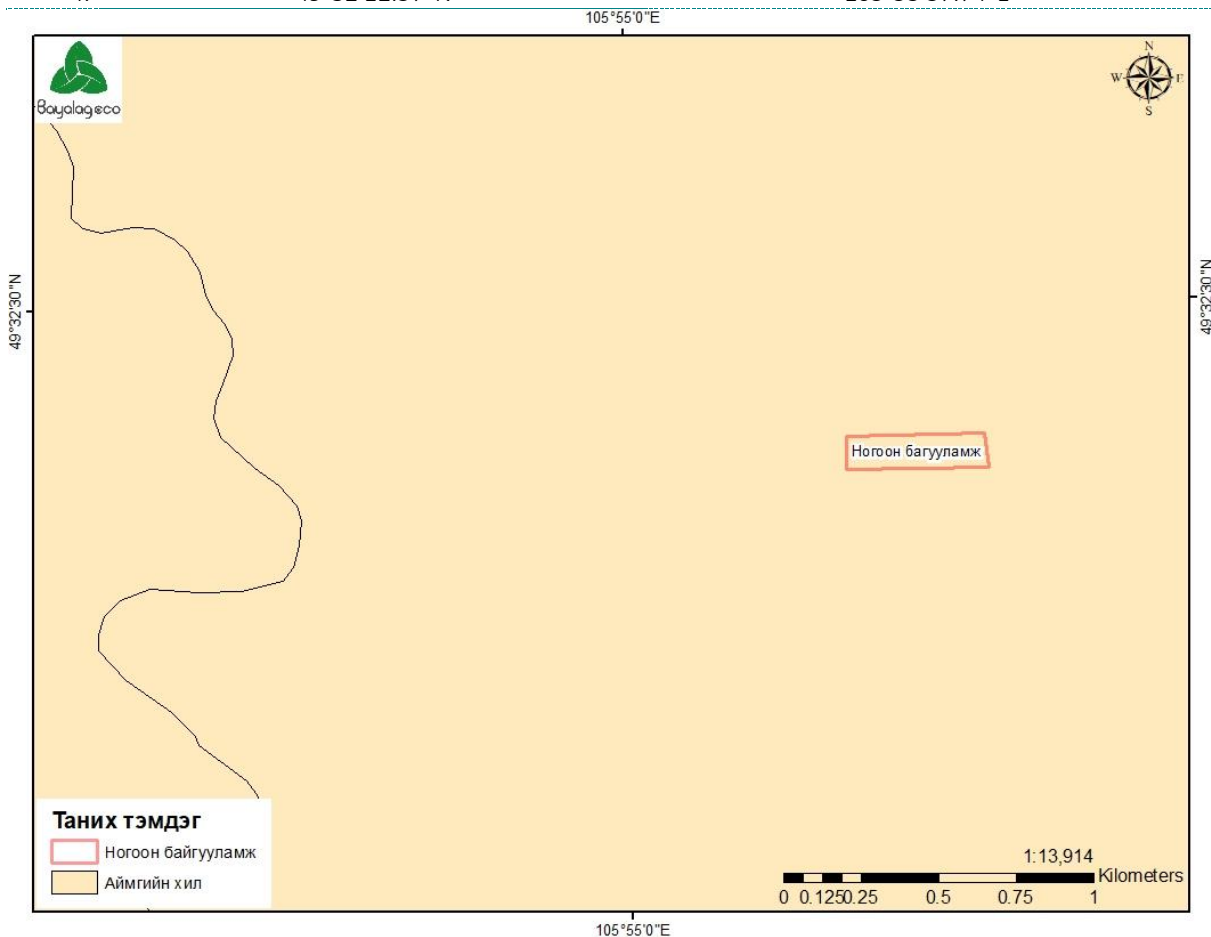 105°55'0"E
Bayalageco
N
W E
S
49°32'30"N
49°32'30"N
Ногоон багууламж
Таних тэмдэг
Ногоон байгууламж
Аймгийн хил
1:13,914
Kilometers
0 0.125 0.25 0.5 0.75 1
105°55'0"E